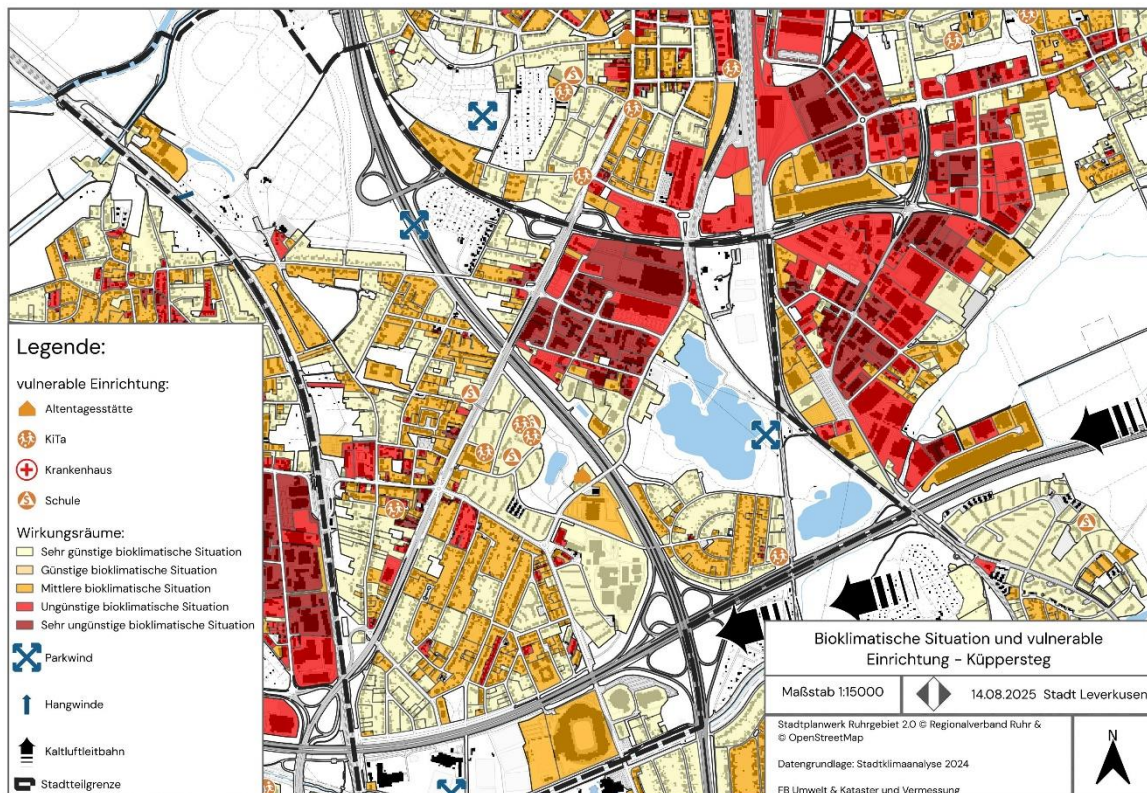 Legende:
vulnerable Einrichtung:
Altentagesstätte
KiTa
Krankenhaus
Schule
Wirkungsräume:
Sehr günstige bioklimatische Situation
Günstige bioklimatische Situation
Mittlere bioklimatische Situation
Ungünstige bioklimatische Situation
Sehr ungünstige bioklimatische Situation
Parkwind
Hangwinde
Kaltluftleitbahn
Stadtteilgrenze
Bioklimatische Situation und vulnerable
Einrichtung - Küppersteg
Maßstab 1:15000
14.08.2025 Stadt Leverkusen
Stadtplanwerk Ruhrgebiet 2.0 © Regionalverband Ruhr &
© OpenStreetMap
Datengrundlage: Stadtklimaanalyse 2024
FB Umwelt & Kataster und Vermessung
N